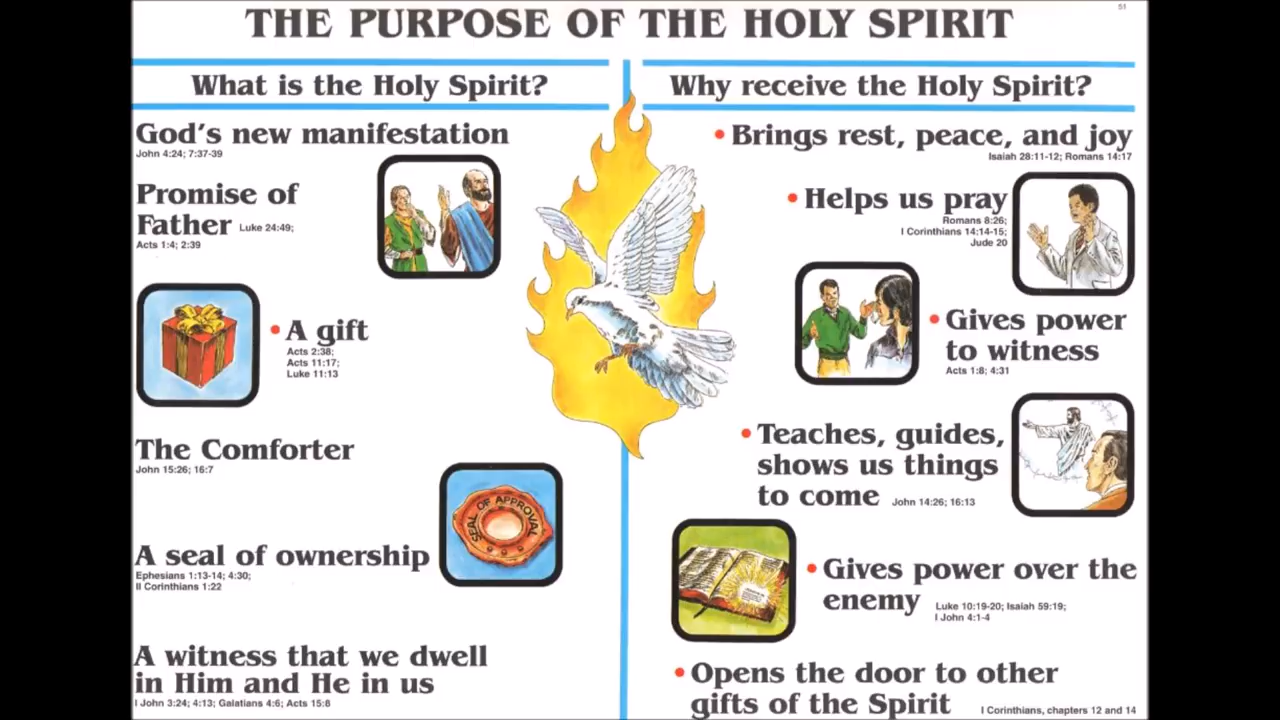 51
THE PURPOSE OF THE HOLY SPIRIT
What is the Holy Spirit?
God's new manifestation
John 4:24; 7:37-39
Promise of
Father Luke 24:49;
Acts 1:4; 2:39
• A gift
Acts 2:38;
Acts 11:17;
Luke 11:13
The Comforter
John 15:26; 16:7
SEAL OF APPROVAL
A seal of ownership
Ephesians 1:13-14; 4:30;
II Corinthians 1:22
A witness that we dwell
in Him and He in us
I John 3:24; 4:13; Galatians 4:6; Acts 15:8
Why receive the Holy Spirit?
• Brings rest, peace, and joy
Isaiah 28:11-12; Romans 14:17
• Helps us pray
Romans 8:26;
I Corinthians 14:14-15;
Jude 20
• Gives power
to witness
Acts 1:8; 4:31
• Teaches, guides,
shows us things
to come John 14:26; 16:13
• Gives power over the
enemy Luke 10:19-20; Isaiah 59:19;
I John 4:1-4
• Opens the door to other
gifts of the Spirit I Corinthians, chapters 12 and 14